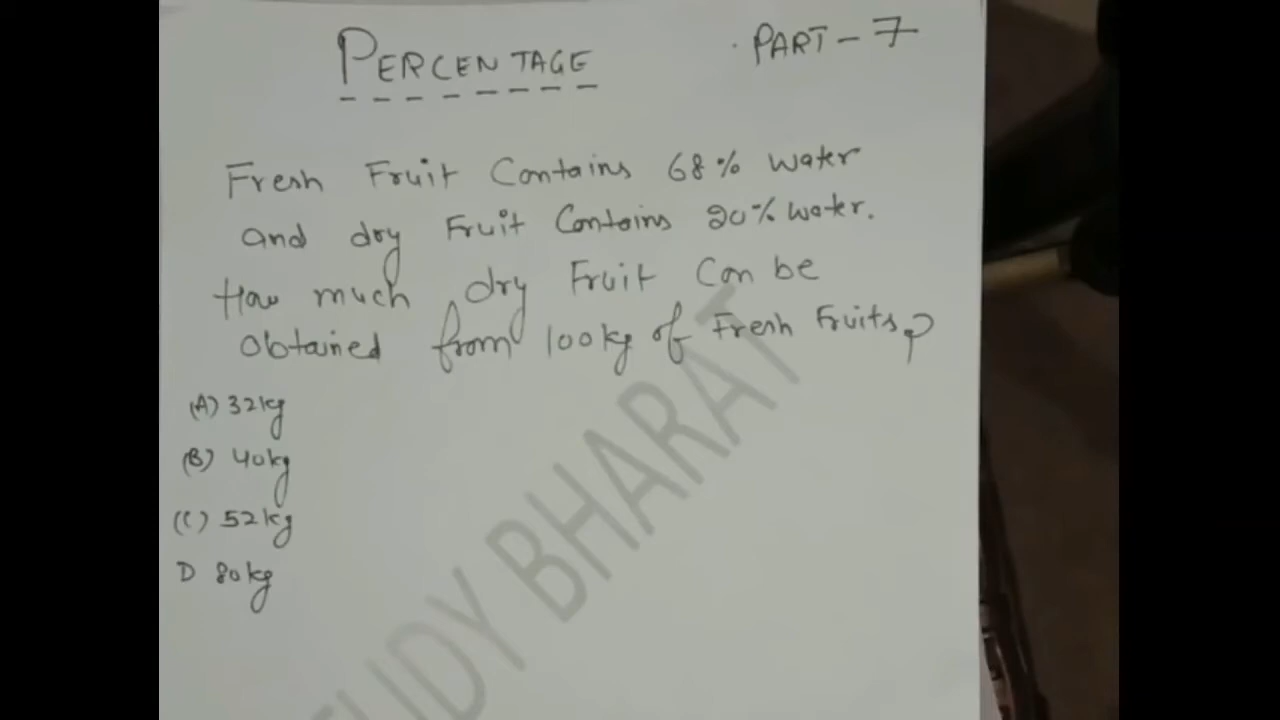 PERCENTAGE
PART-7
Fresh Fruit Contains 68% water
and dry Fruit Contains 20% water.
How much dry Fruit Can be
Obtained from 100kg of Fresh Fruits?
(A) 32kg
(B) 40kg
(C) 52kg
D 80kg
STUDY BHARAT